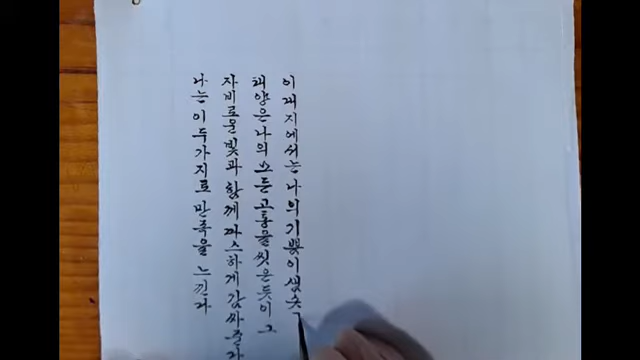 이 대지에서는 나의 기쁨이 샘솟
태양은 나의 모든 고통을 씻은듯이 그
자비로운 빛과 함께 따스하게 감싸준다
나는 이 두가지로 만족을 느낀다